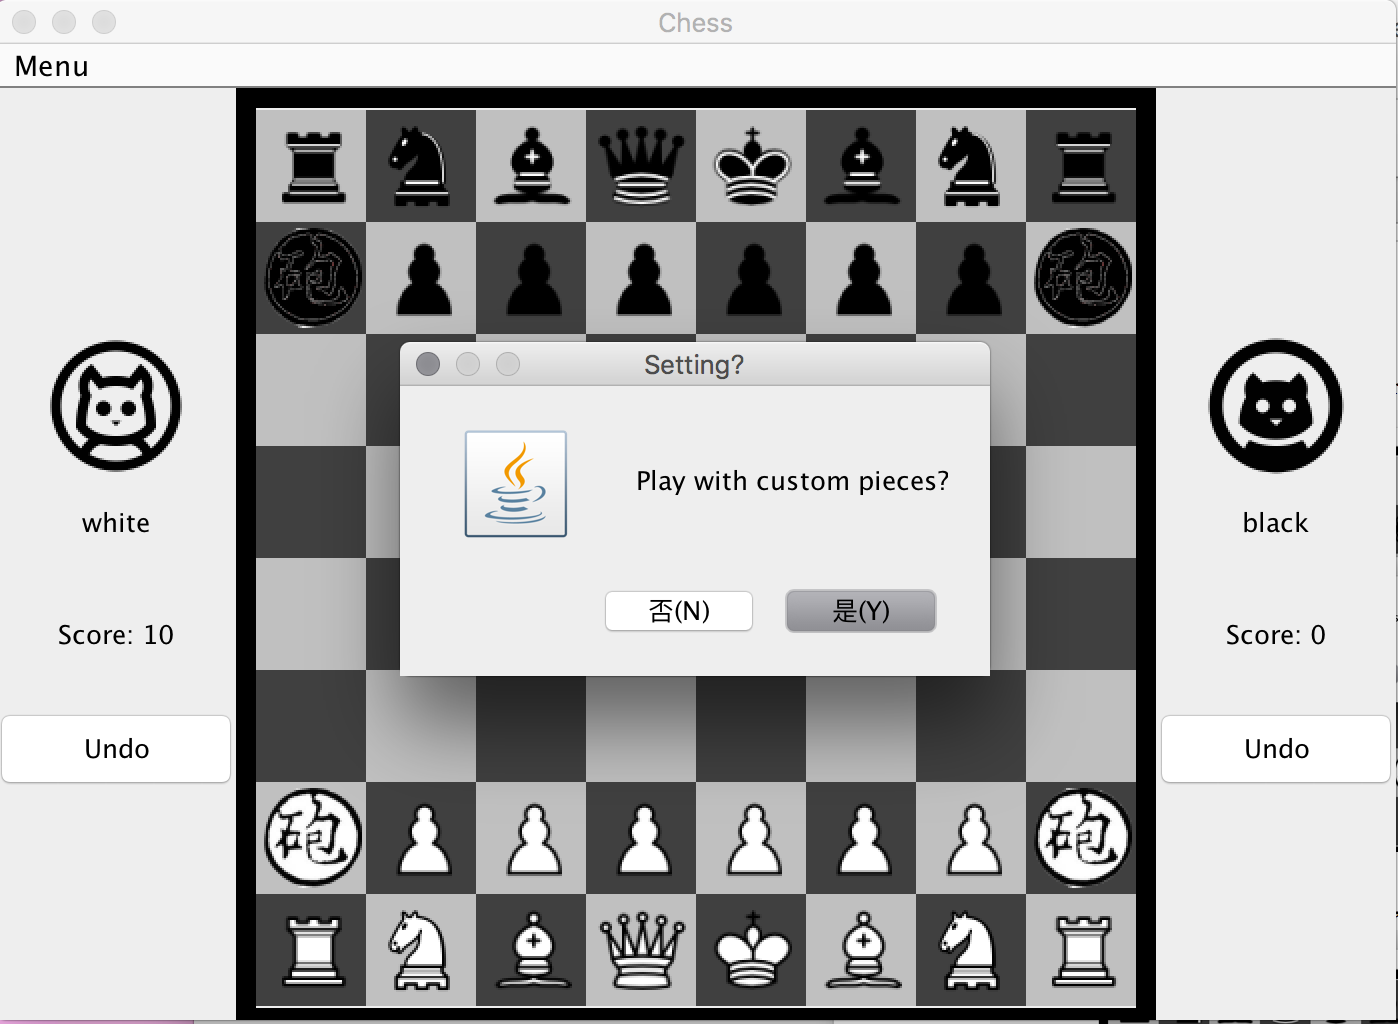 Chess
Menu
砲
砲
Setting?
Play with custom pieces?
否(N)
是(Y)
white
black
Score: 10
Score: 0
Undo
Undo
砲
砲